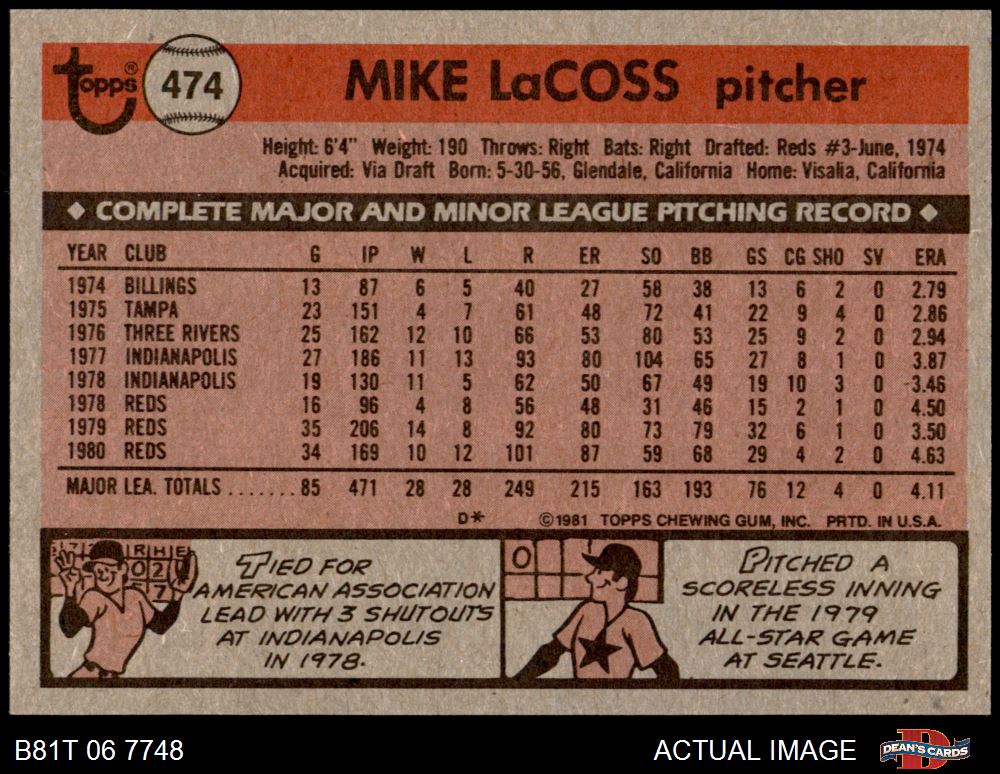 Topps® 474 MIKE LaCOSS pitcher
Height: 6'4" Weight: 190 Throws: Right Bats: Right Drafted: Reds #3-June, 1974
Acquired: Via Draft Born: 5-30-56, Glendale, California Home: Visalia, California
◆ COMPLETE MAJOR AND MINOR LEAGUE PITCHING RECORD ◆
YEAR CLUB G IP W L R ER SO BB GS CG SHO SV ERA
1974 BILLINGS 13 87 6 5 40 27 58 38 13 6 2 0 2.79
1975 TAMPA 23 151 4 7 61 48 72 41 22 9 4 0 2.86
1976 THREE RIVERS 25 162 12 10 66 53 80 53 25 9 2 0 2.94
1977 INDIANAPOLIS 27 186 11 13 93 80 104 65 27 8 1 0 3.87
1978 INDIANAPOLIS 19 130 11 5 62 50 67 49 19 10 3 0 3.46
1978 REDS 16 96 4 8 56 48 31 46 15 2 1 0 4.50
1979 REDS 35 206 14 8 92 80 73 79 32 6 1 0 3.50
1980 REDS 34 169 10 12 101 87 59 68 29 4 2 0 4.63
MAJOR LEA. TOTALS ....... 85 471 28 28 249 215 163 193 76 12 4 0 4.11
D* ©1981 TOPPS CHEWING GUM, INC. PRTD. IN U.S.A.
RHE
02
7
TIED FOR
AMERICAN ASSOCIATION
LEAD WITH 3 SHUTOUTS
AT INDIANAPOLIS
IN 1978.
0
PITCHED A
SCORELESS INNING
IN THE 1979
ALL-STAR GAME
AT SEATTLE.
B81T 06 7748 ACTUAL IMAGE DEAN'S CARDS